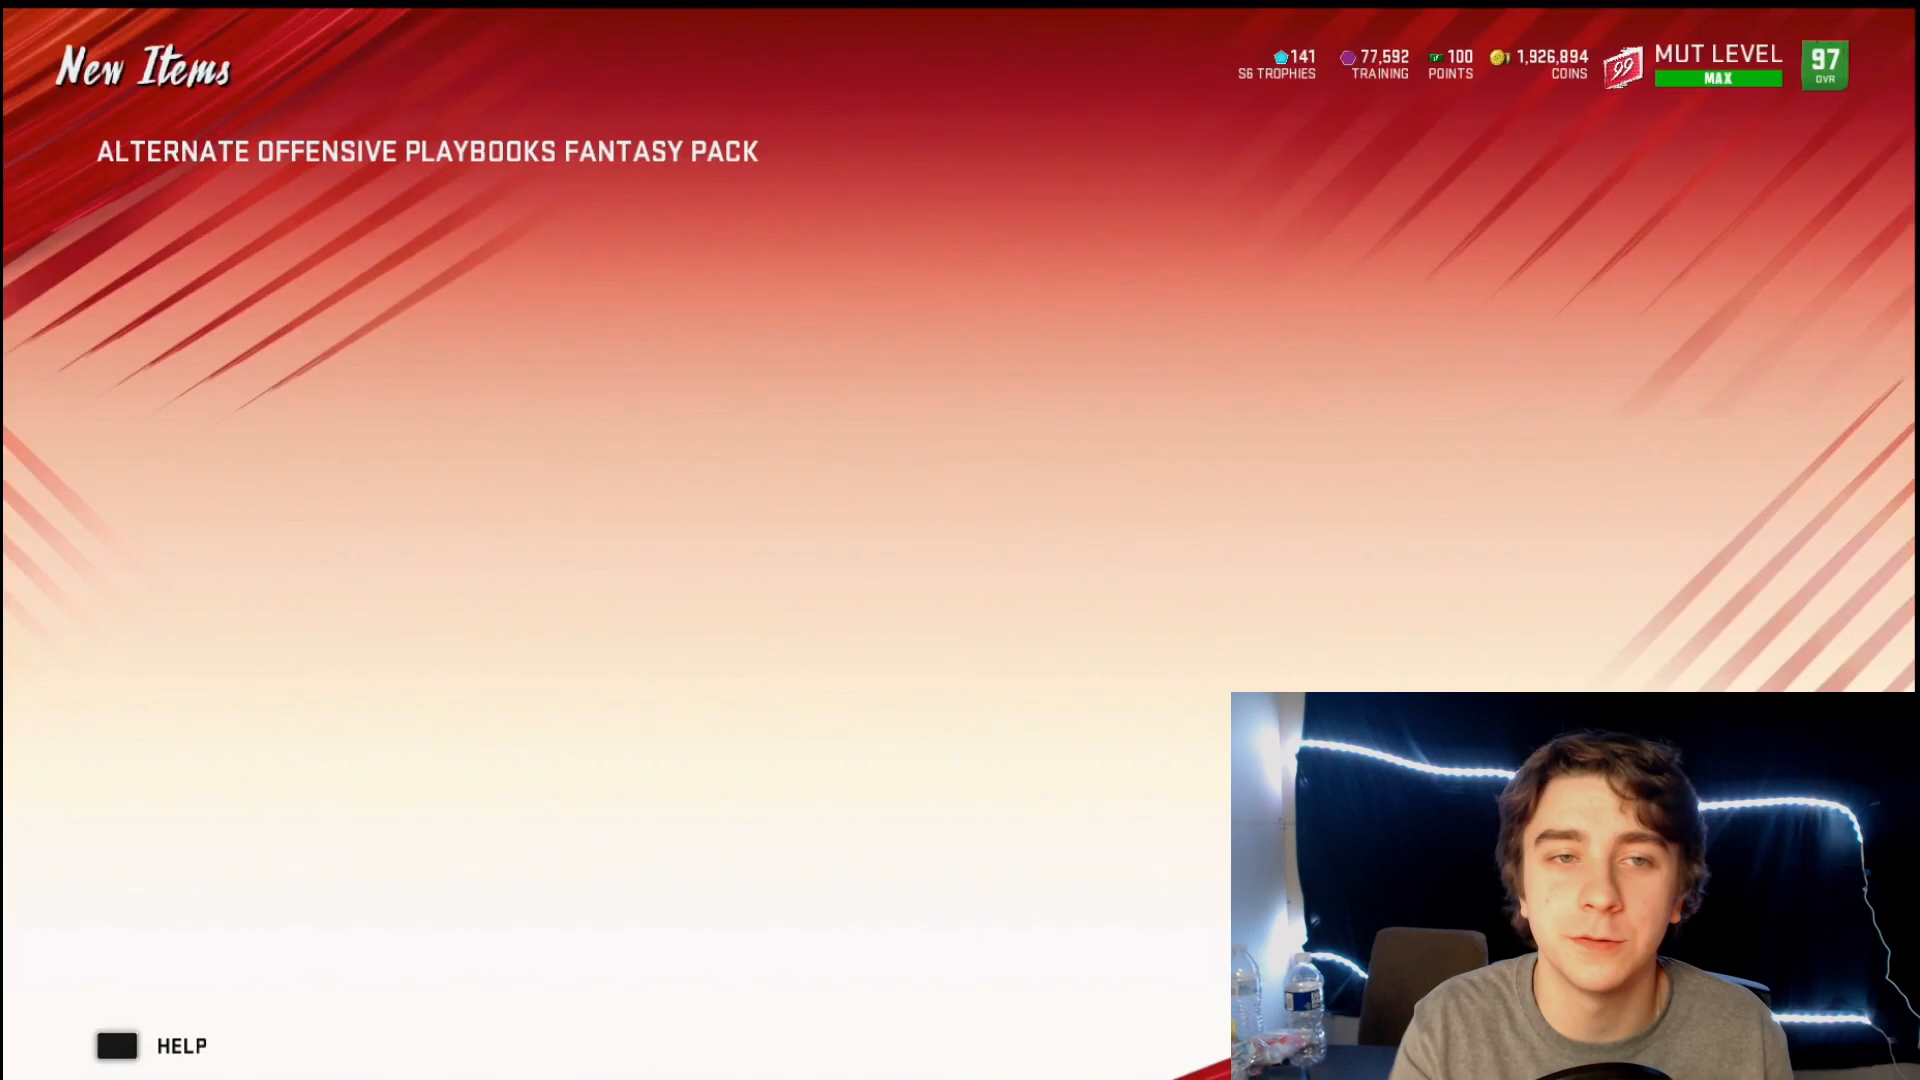 New Items
141
S6 TROPHIES
77,592
TRAINING
100
POINTS
1,926,894
COINS
99
MUT LEVEL
MAX
97
OVR
ALTERNATE OFFENSIVE PLAYBOOKS FANTASY PACK
HELP